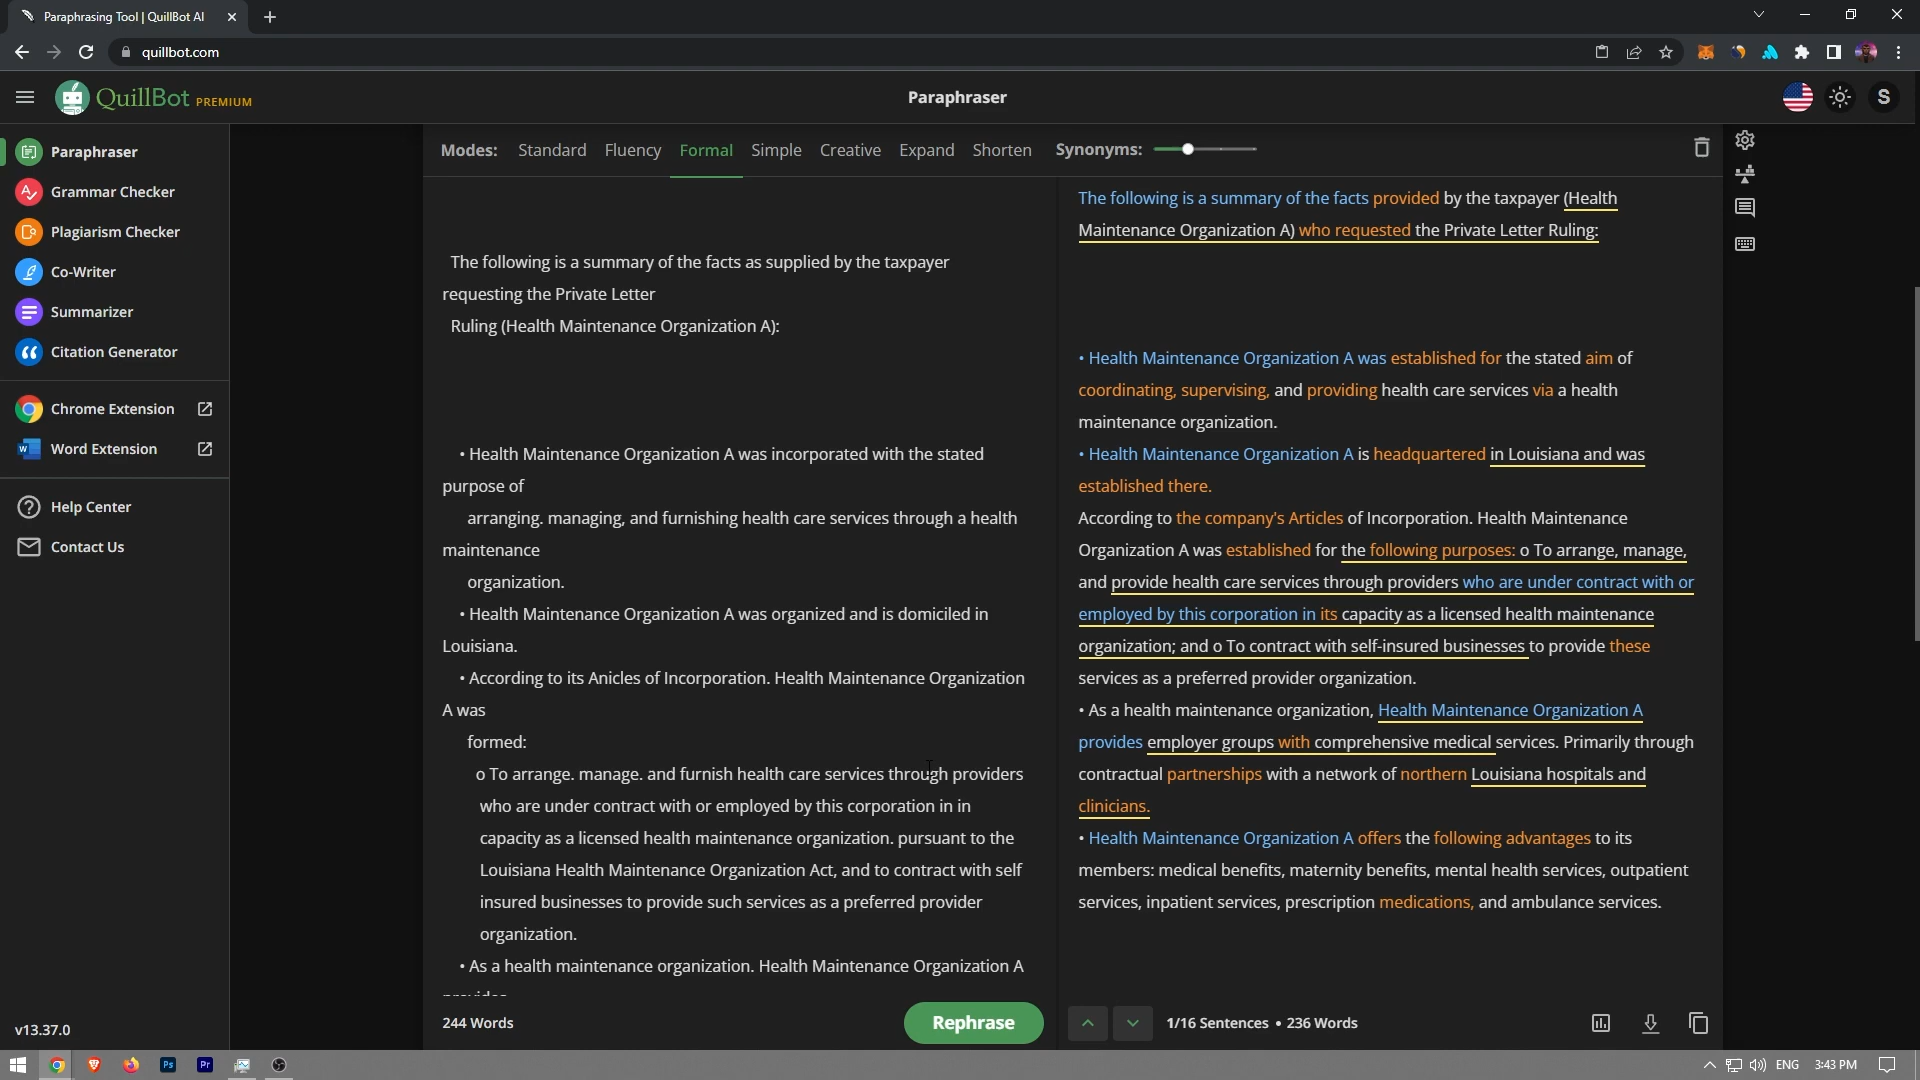 Paraphrasing Tool | QuillBot AI
quillbot.com
QuillBot PREMIUM
Paraphraser
S
Paraphraser
Grammar Checker
Plagiarism Checker
Co-Writer
Summarizer
Citation Generator
Chrome Extension
Word Extension
Help Center
Contact Us
v13.37.0
Modes: Standard Fluency Formal Simple Creative Expand Shorten Synonyms:
The following is a summary of the facts as supplied by the taxpayer
requesting the Private Letter
Ruling (Health Maintenance Organization A):
• Health Maintenance Organization A was incorporated with the stated
purpose of
arranging. managing, and furnishing health care services through a health
maintenance
organization.
• Health Maintenance Organization A was organized and is domiciled in
Louisiana.
• According to its Anicles of Incorporation. Health Maintenance Organization
A was
formed:
o To arrange. manage. and furnish health care services through providers
who are under contract with or employed by this corporation in in
capacity as a licensed health maintenance organization. pursuant to the
Louisiana Health Maintenance Organization Act, and to contract with self
insured businesses to provide such services as a preferred provider
organization.
• As a health maintenance organization. Health Maintenance Organization A
244 Words
Rephrase
The following is a summary of the facts provided by the taxpayer (Health
Maintenance Organization A) who requested the Private Letter Ruling:
• Health Maintenance Organization A was established for the stated aim of
coordinating, supervising, and providing health care services via a health
maintenance organization.
• Health Maintenance Organization A is headquartered in Louisiana and was
established there.
According to the company's Articles of Incorporation. Health Maintenance
Organization A was established for the following purposes: o To arrange, manage,
and provide health care services through providers who are under contract with or
employed by this corporation in its capacity as a licensed health maintenance
organization; and o To contract with self-insured businesses to provide these
services as a preferred provider organization.
• As a health maintenance organization, Health Maintenance Organization A
provides employer groups with comprehensive medical services. Primarily through
contractual partnerships with a network of northern Louisiana hospitals and
clinicians.
• Health Maintenance Organization A offers the following advantages to its
members: medical benefits, maternity benefits, mental health services, outpatient
services, inpatient services, prescription medications, and ambulance services.
1/16 Sentences • 236 Words
Ps
Pr
ENG
3:43 PM